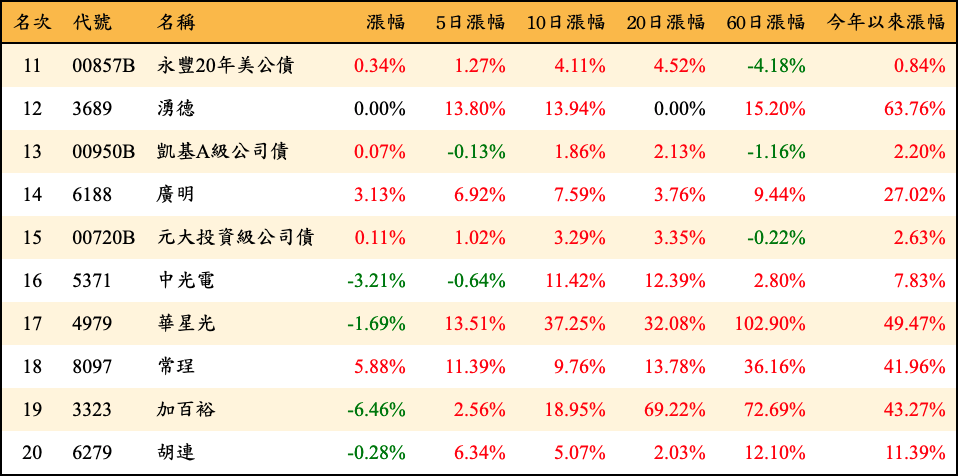 名次 代號 名稱 漲幅 5日漲幅 10日漲幅 20日漲幅 60日漲幅 今年以來漲幅
11 00857B 永豐20年美公債 0.34% 1.27% 4.11% 4.52% -4.18% 0.84%
12 3689 湧德 0.00% 13.80% 13.94% 0.00% 15.20% 63.76%
13 00950B 凱基A級公司債 0.07% -0.13% 1.86% 2.13% -1.16% 2.20%
14 6188 廣明 3.13% 6.92% 7.59% 3.76% 9.44% 27.02%
15 00720B 元大投資級公司債 0.11% 1.02% 3.29% 3.35% -0.22% 2.63%
16 5371 中光電 -3.21% -0.64% 11.42% 12.39% 2.80% 7.83%
17 4979 華星光 -1.69% 13.51% 37.25% 32.08% 102.90% 49.47%
18 8097 常珵 5.88% 11.39% 9.76% 13.78% 36.16% 41.96%
19 3323 加百裕 -6.46% 2.56% 18.95% 69.22% 72.69% 43.27%
20 6279 胡連 -0.28% 6.34% 5.07% 2.03% 12.10% 11.39%